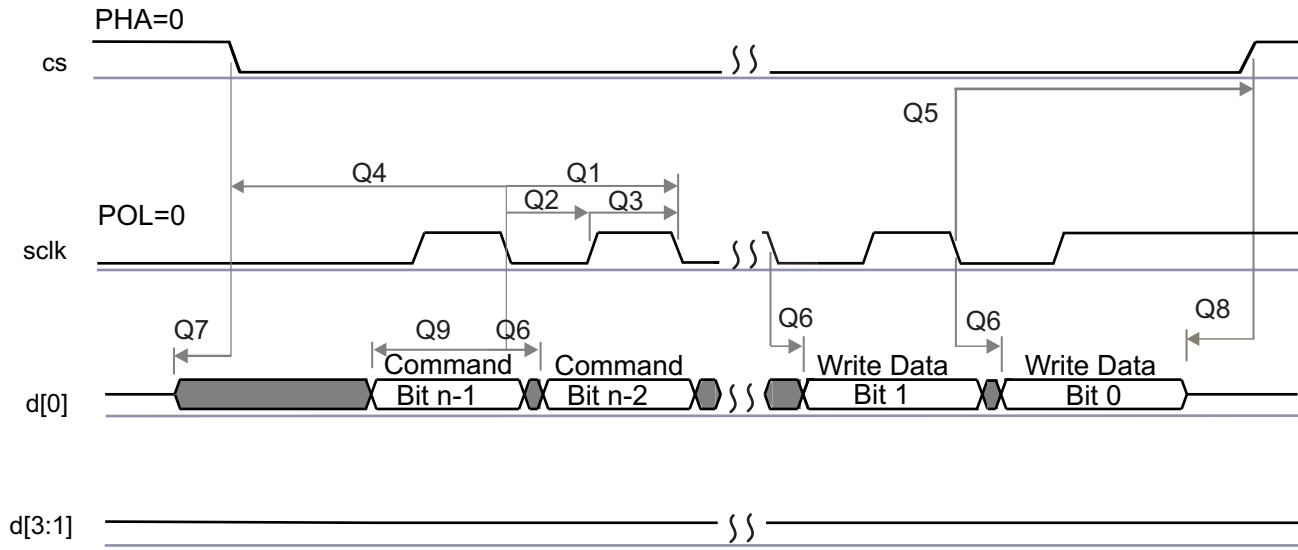 PHA=0
cs
Q5
Q4 Q1
Q2 Q3
POL=0
sclk
Q7 Q9 Q6 Q6 Q6 Q8
Command Command Write Data Write Data
d[0] Bit n-1 Bit n-2 Bit 1 Bit 0
d[3:1]